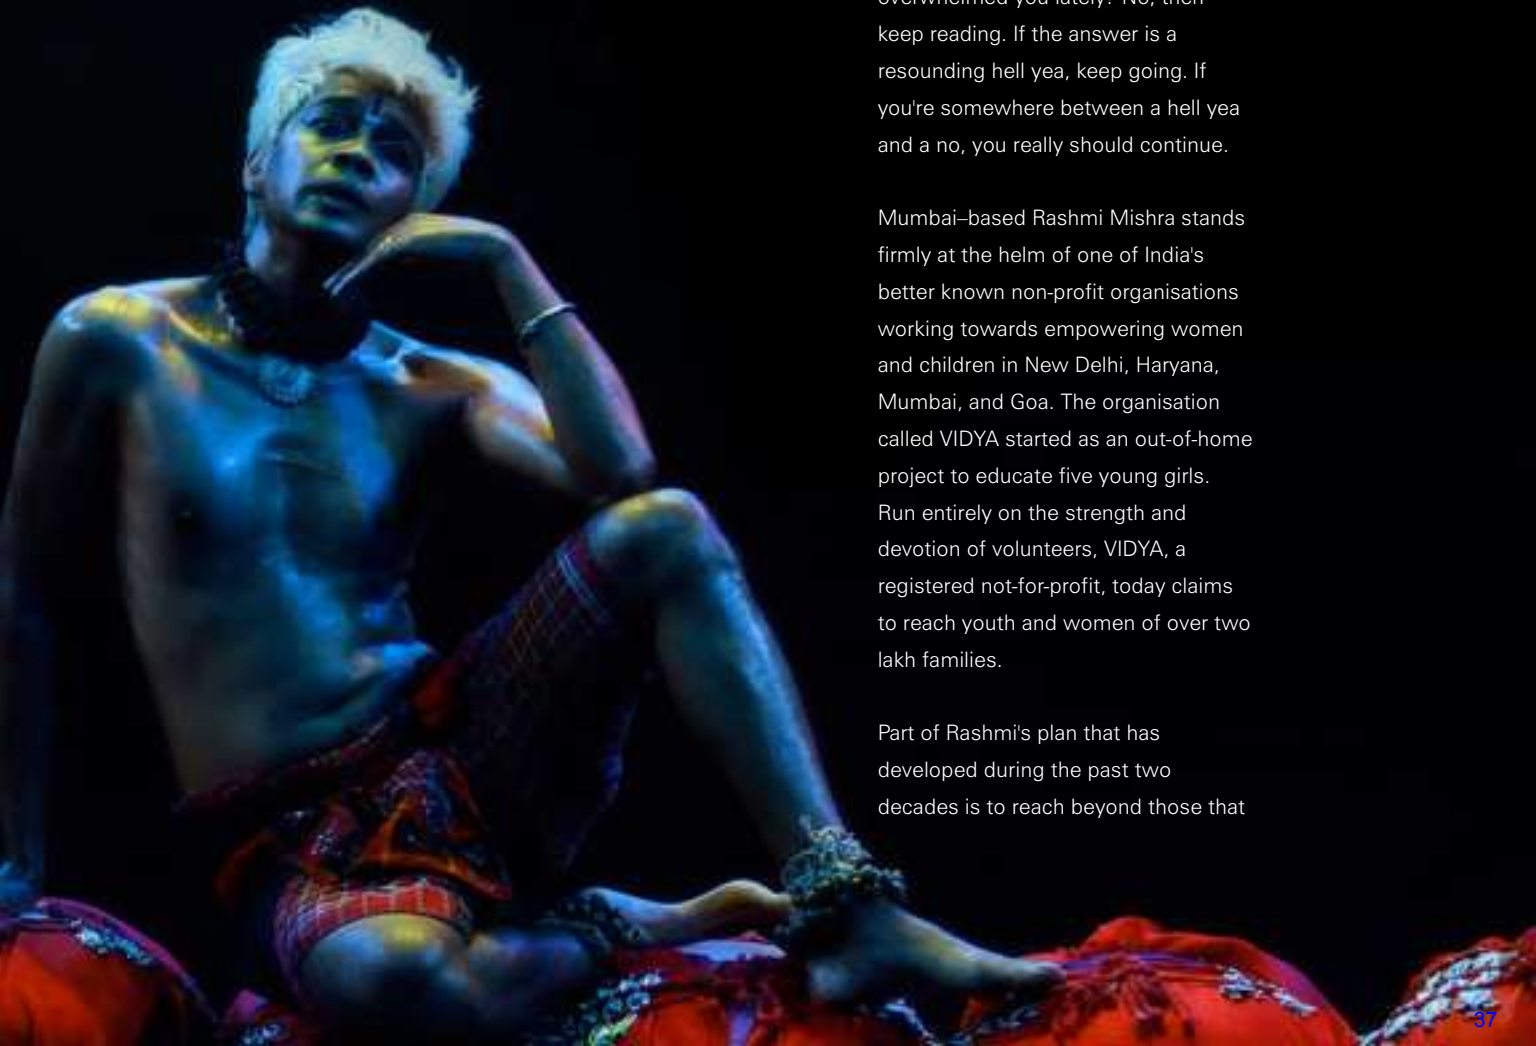 overwhelmed you lately? No, then
keep reading. If the answer is a
resounding hell yea, keep going. If
you're somewhere between a hell yea
and a no, you really should continue.
Mumbai–based Rashmi Mishra stands
firmly at the helm of one of India's
better known non-profit organisations
working towards empowering women
and children in New Delhi, Haryana,
Mumbai, and Goa. The organisation
called VIDYA started as an out-of-home
project to educate five young girls.
Run entirely on the strength and
devotion of volunteers, VIDYA, a
registered not-for-profit, today claims
to reach youth and women of over two
lakh families.
Part of Rashmi's plan that has
developed during the past two
decades is to reach beyond those that
37